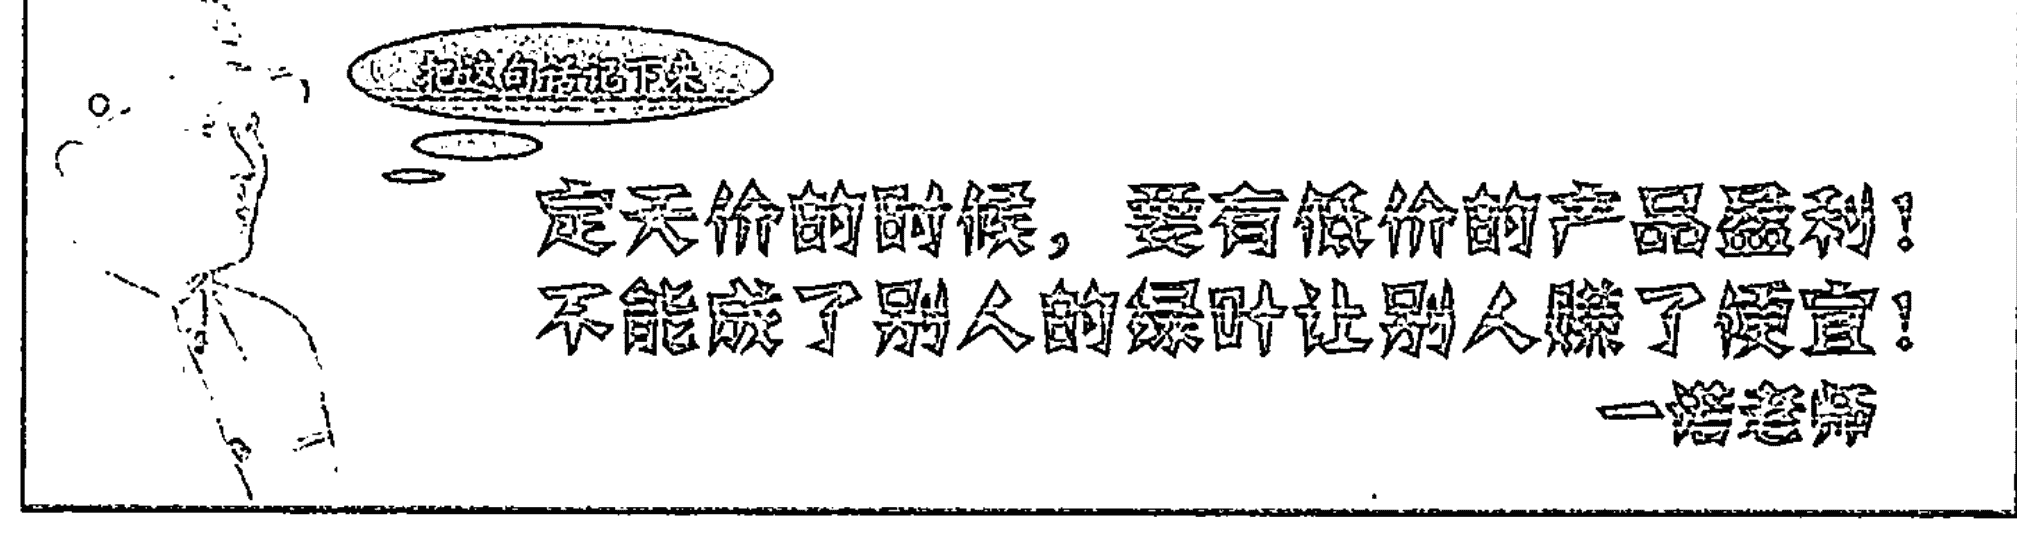 把这句话记下来
定天价的时候,要有低价的产品盈利!
不能成了别人的绿叶让别人赚了便宜!
一诺老师